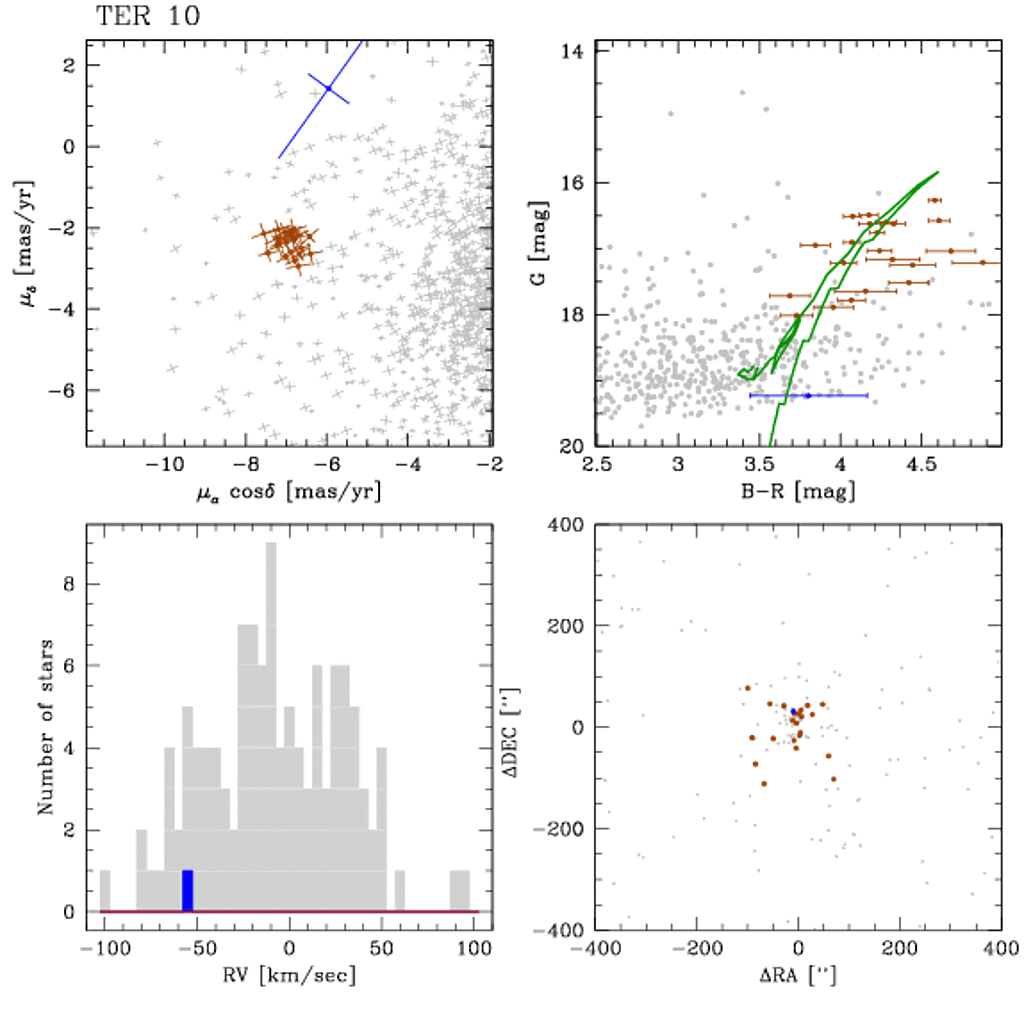 TER 10
2
0
−2
−4
−6
μδ [mas/yr]
−10 −8 −6 −4 −2
μα cosδ [mas/yr]
14
16
18
20
G [mag]
2.5 3 3.5 4 4.5
B−R [mag]
8
6
4
2
0
Number of stars
−100 −50 0 50 100
RV [km/sec]
400
200
0
−200
−400
ΔDEC ["]
−400 −200 0 200 400
ΔRA ["]